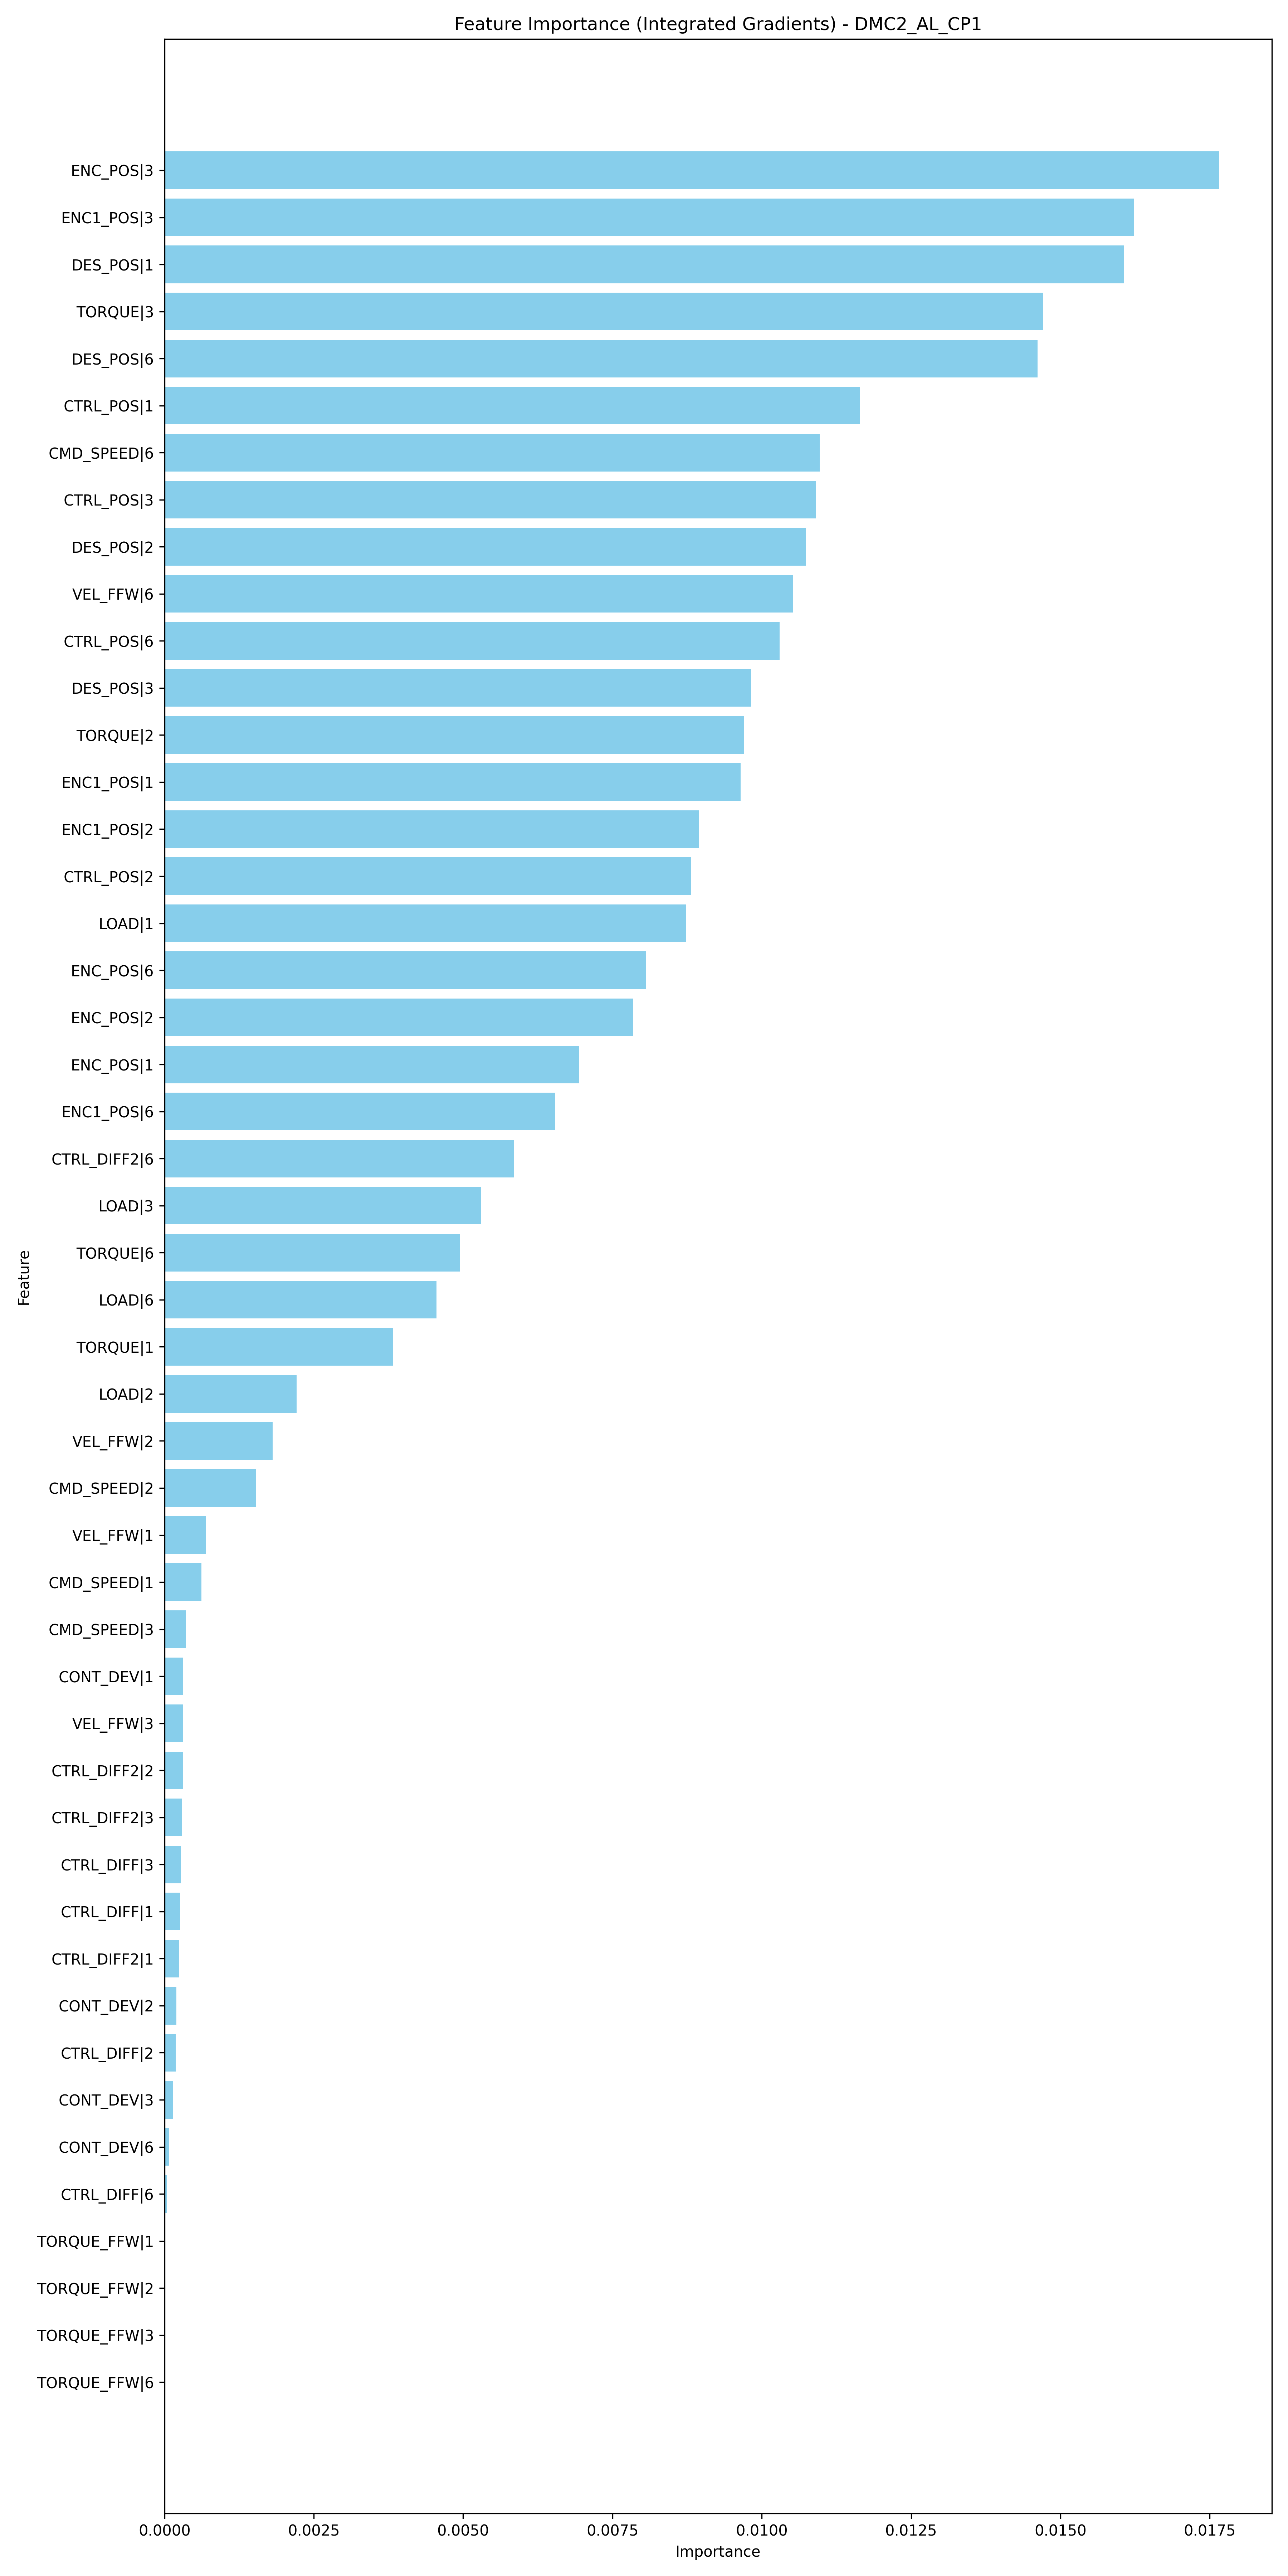 Feature Importance (Integrated Gradients) - DMC2_AL_CP1
ENC_POS|3
ENC1_POS|3
DES_POS|1
TORQUE|3
DES_POS|6
CTRL_POS|1
CMD_SPEED|6
CTRL_POS|3
DES_POS|2
VEL_FFW|6
CTRL_POS|6
DES_POS|3
TORQUE|2
ENC1_POS|1
ENC1_POS|2
CTRL_POS|2
LOAD|1
ENC_POS|6
ENC_POS|2
ENC_POS|1
ENC1_POS|6
CTRL_DIFF2|6
LOAD|3
TORQUE|6
LOAD|6
TORQUE|1
LOAD|2
VEL_FFW|2
CMD_SPEED|2
VEL_FFW|1
CMD_SPEED|1
CMD_SPEED|3
CONT_DEV|1
VEL_FFW|3
CTRL_DIFF2|2
CTRL_DIFF2|3
CTRL_DIFF|3
CTRL_DIFF|1
CTRL_DIFF2|1
CONT_DEV|2
CTRL_DIFF|2
CONT_DEV|3
CONT_DEV|6
CTRL_DIFF|6
TORQUE_FFW|1
TORQUE_FFW|2
TORQUE_FFW|3
TORQUE_FFW|6
Feature
0.0000 0.0025 0.0050 0.0075 0.0100 0.0125 0.0150 0.0175
Importance